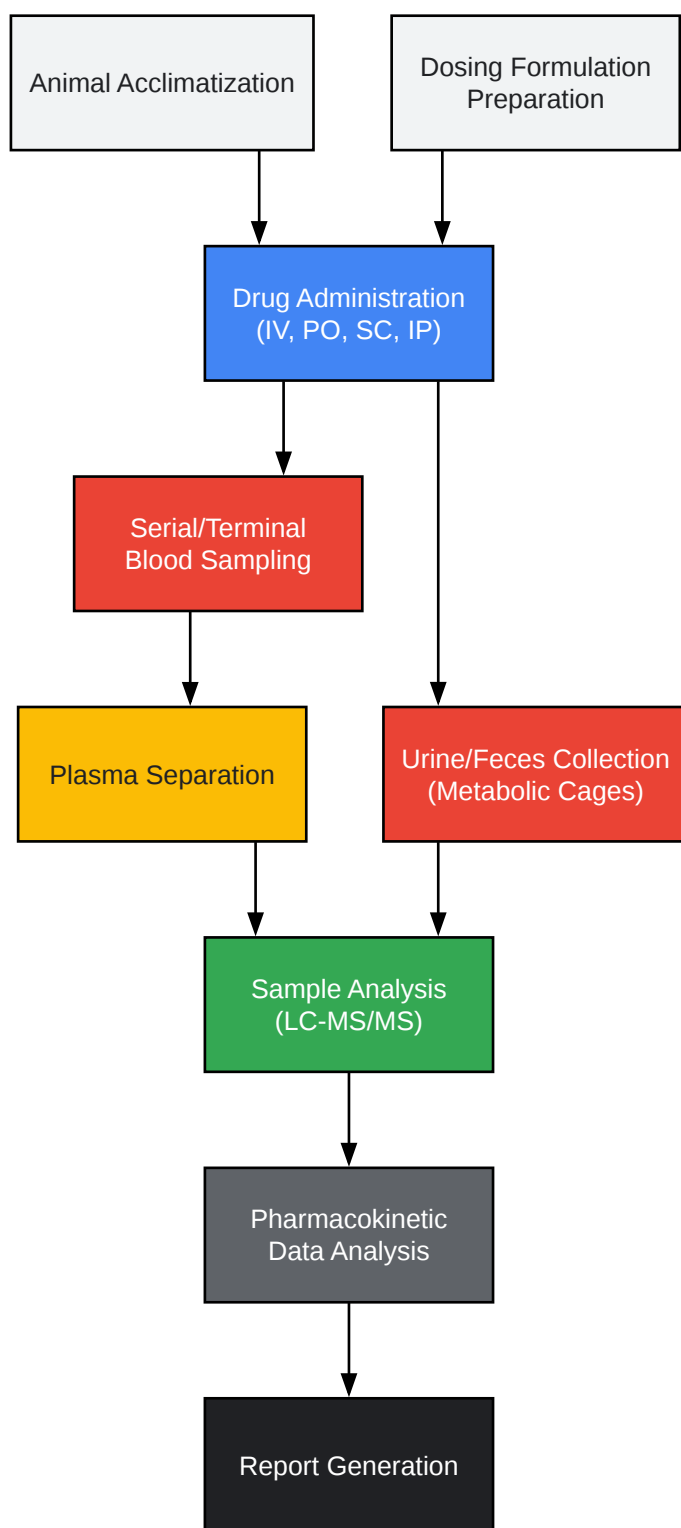 Animal Acclimatization
Dosing Formulation
Preparation
Drug Administration
(IV, PO, SC, IP)
Serial/Terminal
Blood Sampling
Plasma Separation
Urine/Feces Collection
(Metabolic Cages)
Sample Analysis
(LC-MS/MS)
Pharmacokinetic
Data Analysis
Report Generation